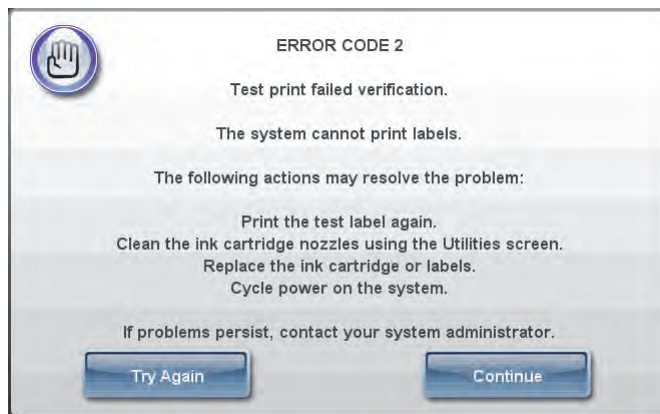 ERROR CODE 2
Test print failed verification.
The system cannot print labels.
The following actions may resolve the problem:
Print the test label again.
Clean the ink cartridge nozzles using the Utilities screen.
Replace the ink cartridge or labels.
Cycle power on the system.
If problems persist, contact your system administrator.
Try Again
Continue